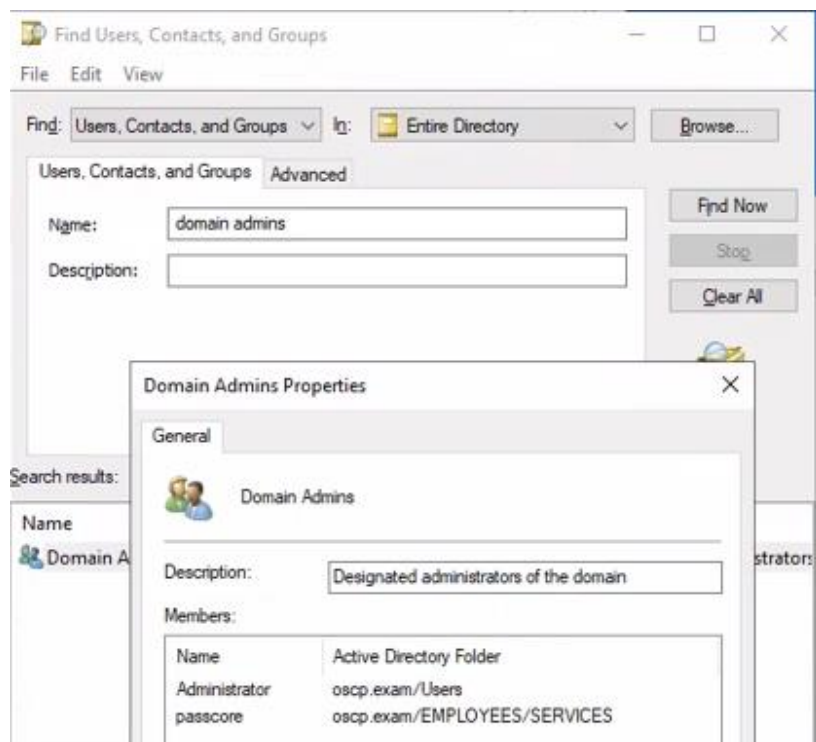 Find Users, Contacts, and Groups
File Edit View
Find: Users, Contacts, and Groups In: Entire Directory Browse...
Users, Contacts, and Groups Advanced
Find Now
Name: domain admins
Stop
Description:
Clear All
Domain Admins Properties
General
Search results:
Domain Admins
Name
Domain A
strators
Description: Designated administrators of the domain
Members:
Name Active Directory Folder
Administrator oscp.exam/Users
passcore oscp.exam/EMPLOYEES/SERVICES